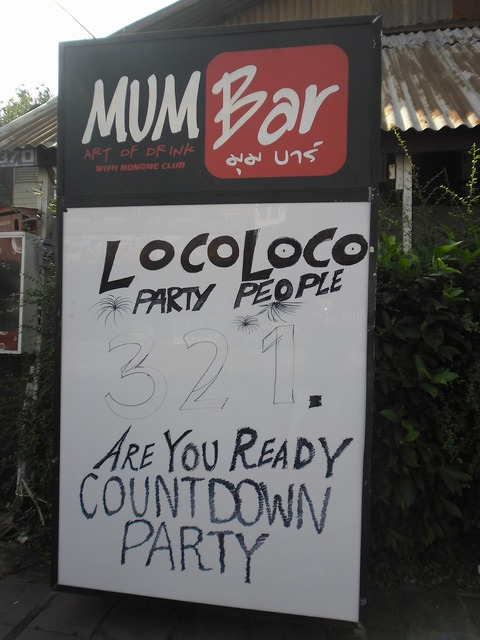 MUM Bar
ART OF DRINK
WITH NONAME CLUB
มุม บาร์
LOCOLOCO
PARTY PEOPLE
321.
ARE YOU READY
COUNTDOWN
PARTY